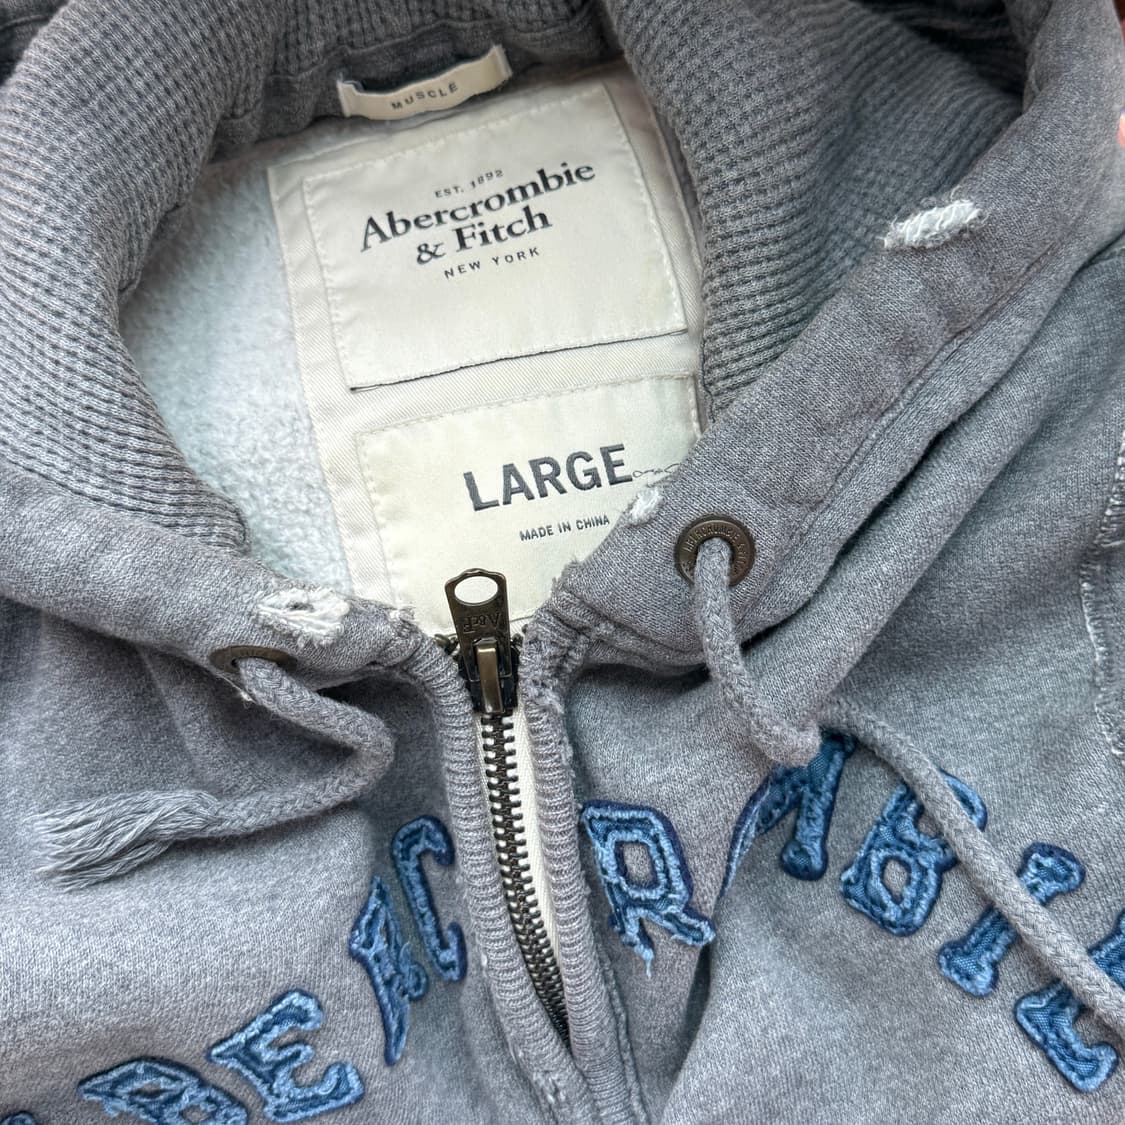 MUSCLE
EST. 1892
Abercrombie
& Fitch
NEW YORK
LARGE
MADE IN CHINA
A&F
ABERCROMBIE